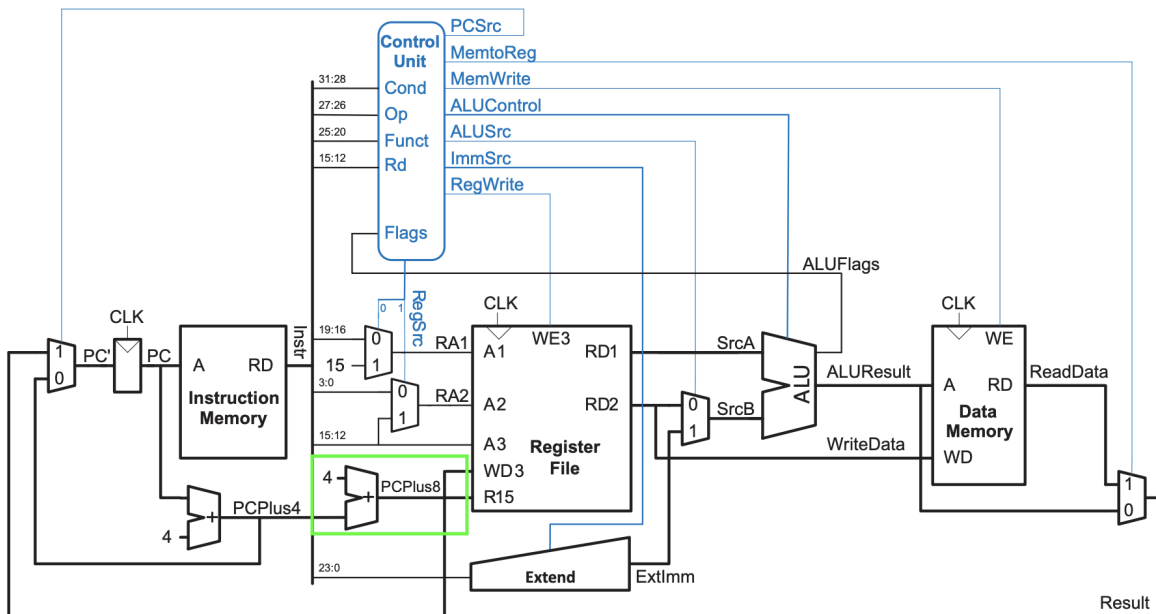 PCSrc
Control
Unit
MemtoReg
MemWrite
31:28
Cond
ALUControl
27:26
Op
ALUSrc
25:20
Funct
ImmSrc
15:12
Rd
RegWrite
Flags
ALUFlags
0 1
RegSrc
CLK
CLK
CLK
Instr
19:16
0
RA1
A1
WE3
RD1
SrcA
WE
1
0
PC'
PC
A
RD
15
1
ALU
ALUResult
A
RD
ReadData
Instruction
Memory
3:0
0
1
RA2
A2
RD2
0
1
SrcB
Data
Memory
15:12
A3
Register
File
WriteData
WD
4
+
PCPlus8
WD3
R15
1
0
+
PCPlus4
4
23:0
Extend
ExtImm
Result